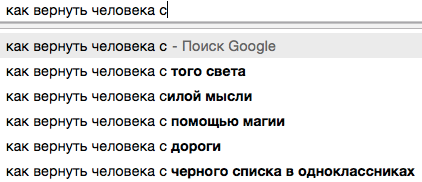 как вернуть человека с
как вернуть человека с - Поиск Google
как вернуть человека с того света
как вернуть человека силой мысли
как вернуть человека с помощью магии
как вернуть человека с дороги
как вернуть человека с черного списка в одноклассниках